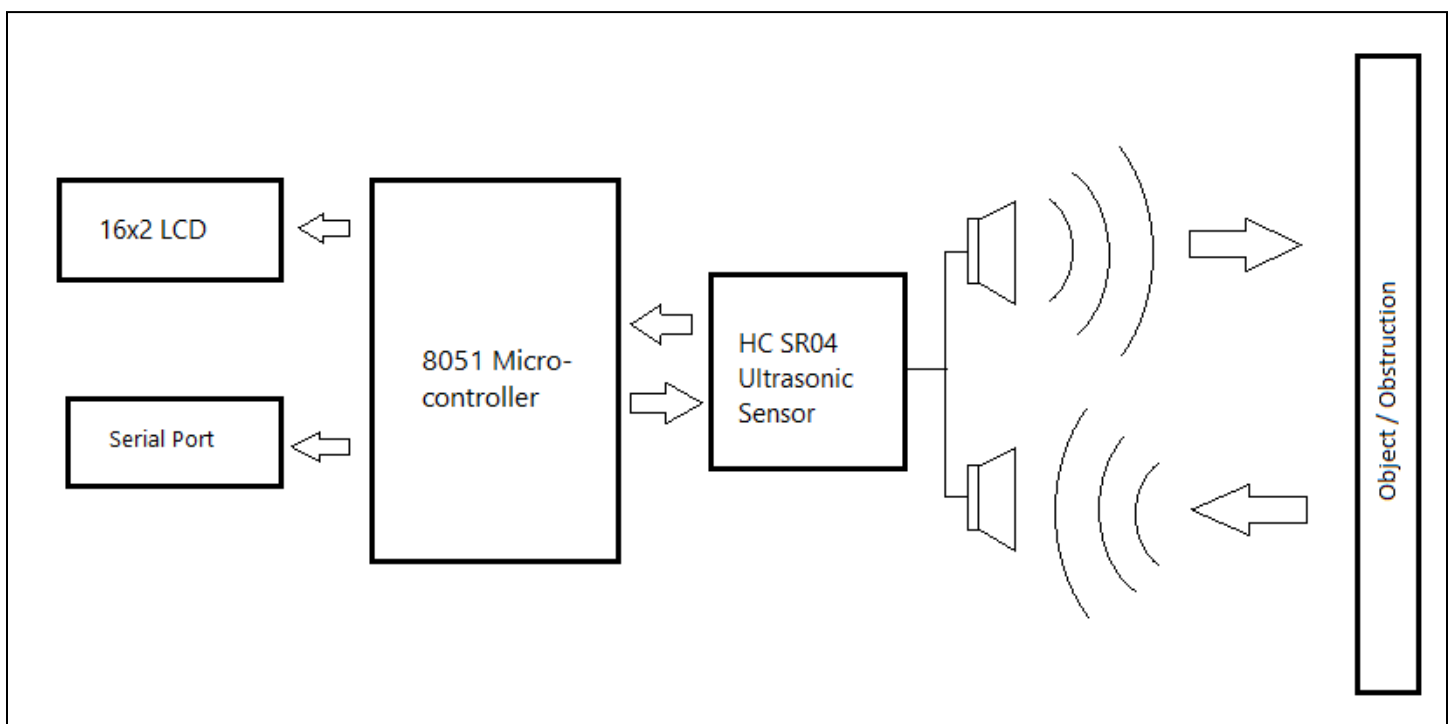 16x2 LCD
Serial Port
8051 Micro-
controller
HC SR04
Ultrasonic
Sensor
Object / Obstruction